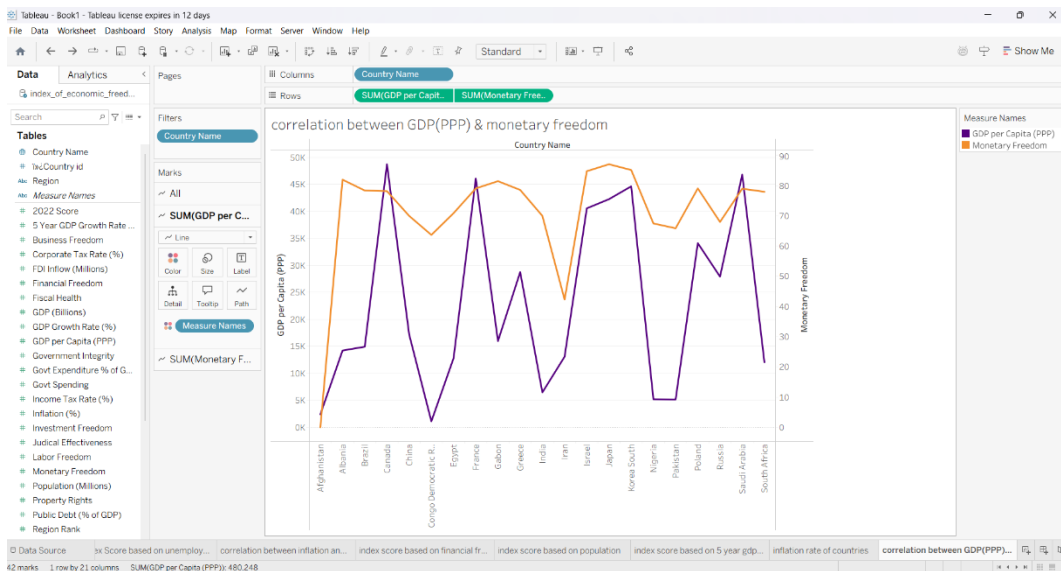 Tableau - Book1 - Tableau license expires in 12 days
File Data Worksheet Dashboard Story Analysis Map Format Server Window Help
Standard
Show Me
Data Analytics
index_of_economic_freed...
Search
Tables
Country Name
Country id
Abc Region
Abc Measure Names
# 2022 Score
# 5 Year GDP Growth Rate ...
# Business Freedom
# Corporate Tax Rate (%)
# FDI Inflow (Millions)
# Financial Freedom
# Fiscal Health
# GDP (Billions)
# GDP Growth Rate (%)
# GDP per Capita (PPP)
# Government Integrity
# Govt Expenditure % of G...
# Govt Spending
# Income Tax Rate (%)
# Inflation (%)
# Investment Freedom
# Judical Effectiveness
# Labor Freedom
# Monetary Freedom
# Population (Millions)
# Property Rights
# Public Debt (% of GDP)
# Region Rank
Pages
Filters
Country Name
Marks
All
SUM(GDP per C...
Line
Color Size Label
Detail Tooltip Path
Measure Names
SUM(Monetary F...
Columns Country Name
Rows SUM(GDP per Capit.. SUM(Monetary Free..
correlation between GDP(PPP) & monetary freedom
Country Name
GDP per Capita (PPP)
50K
45K
40K
35K
30K
25K
20K
15K
10K
5K
0K
Monetary Freedom
90
80
70
60
50
40
30
20
10
0
Afghanistan
Albania
Brazil
Canada
China
Congo Democratic R..
Egypt
France
Gabon
Greece
India
Iran
Israel
Japan
Korea South
Nigeria
Pakistan
Poland
Russia
Saudi Arabia
South Africa
Measure Names
GDP per Capita (PPP)
Monetary Freedom
Data Source ex Score based on unemploy... correlation between inflation an... index score based on financial fr... index score based on population index score based on 5 year gdp... inflation rate of countries correlation between GDP(PPP)...
42 marks 1 row by 21 columns SUM(GDP per Capita (PPP)): 480,248